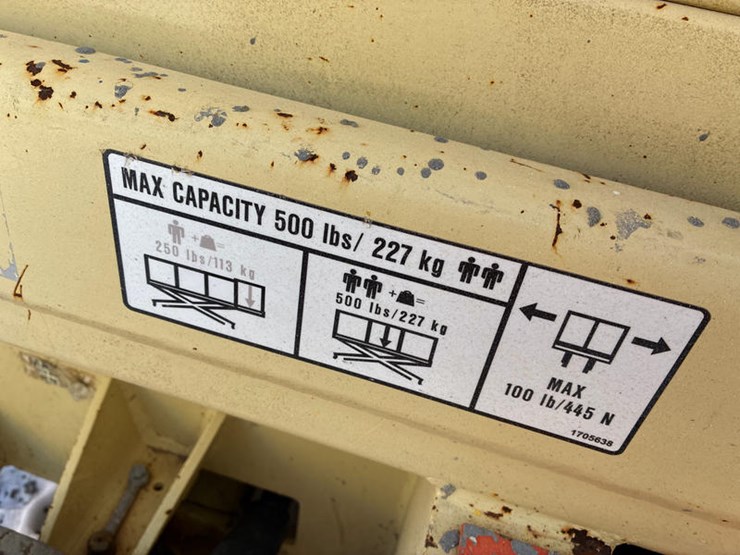 MAX CAPACITY 500 lbs/ 227 kg
+ =
250 lbs/113 kg
+ =
500 lbs/227 kg
MAX
100 lb/445 N
1705638